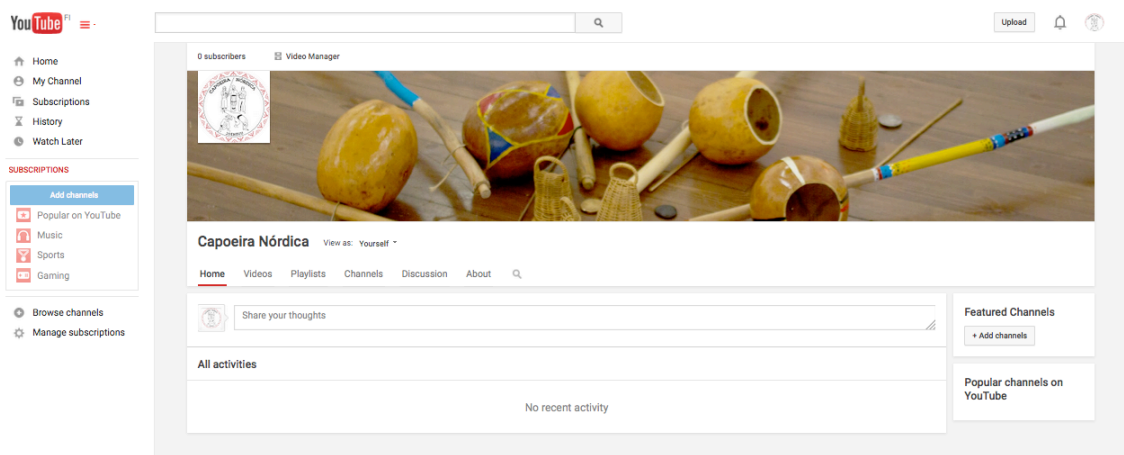 YouTube FI
Upload
Home
My Channel
Subscriptions
History
Watch Later
SUBSCRIPTIONS
Add channels
Popular on YouTube
Music
Sports
Gaming
Browse channels
Manage subscriptions
0 subscribers Video Manager
CAPOEIRA NÓRDICA
Capoeira Nórdica View as: Yourself
Home Videos Playlists Channels Discussion About
Share your thoughts
All activities
No recent activity
Featured Channels
+ Add channels
Popular channels on
YouTube